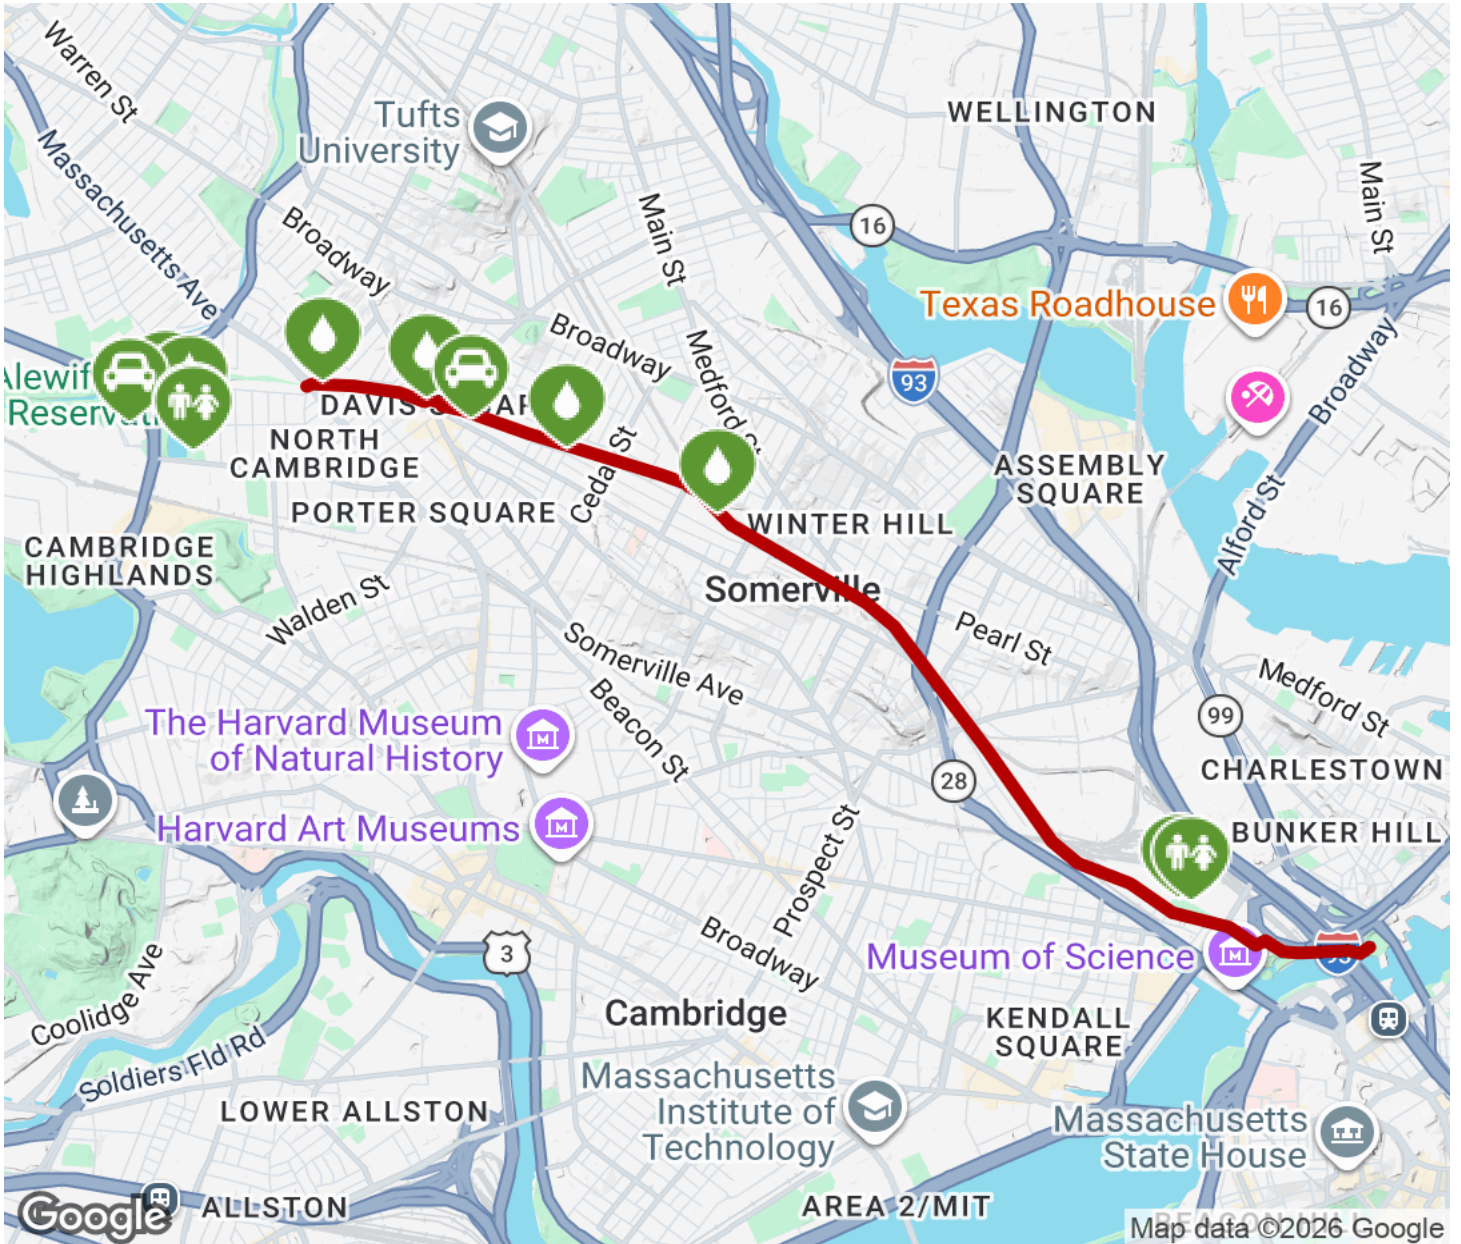 Warren St
Massachusetts Ave
Tufts
University
Broadway
Main St
WELLINGTON
16
Main St
Texas Roadhouse
16
Broadway
Broadway
Medford St
93
Alewif
Reservati
DAVIS
NORTH
CAMBRIDGE
PORTER SQUARE
Cedar St
WINTER HILL
ASSEMBLY
SQUARE
Alford St
CAMBRIDGE
HIGHLANDS
Walden St
Somerville
Pearl St
Somerville Ave
Beacon St
Medford St
99
The Harvard Museum
of Natural History
28
CHARLESTOWN
Harvard Art Museums
Prospect St
BUNKER HILL
Broadway
3
Museum of Science
93
Coolidge Ave
Cambridge
KENDALL
SQUARE
Soldiers Fld Rd
Massachusetts
Institute of
Technology
LOWER ALLSTON
Massachusetts
State House
ALLSTON
AREA 2/MIT
Google
Map data ©2026 Google